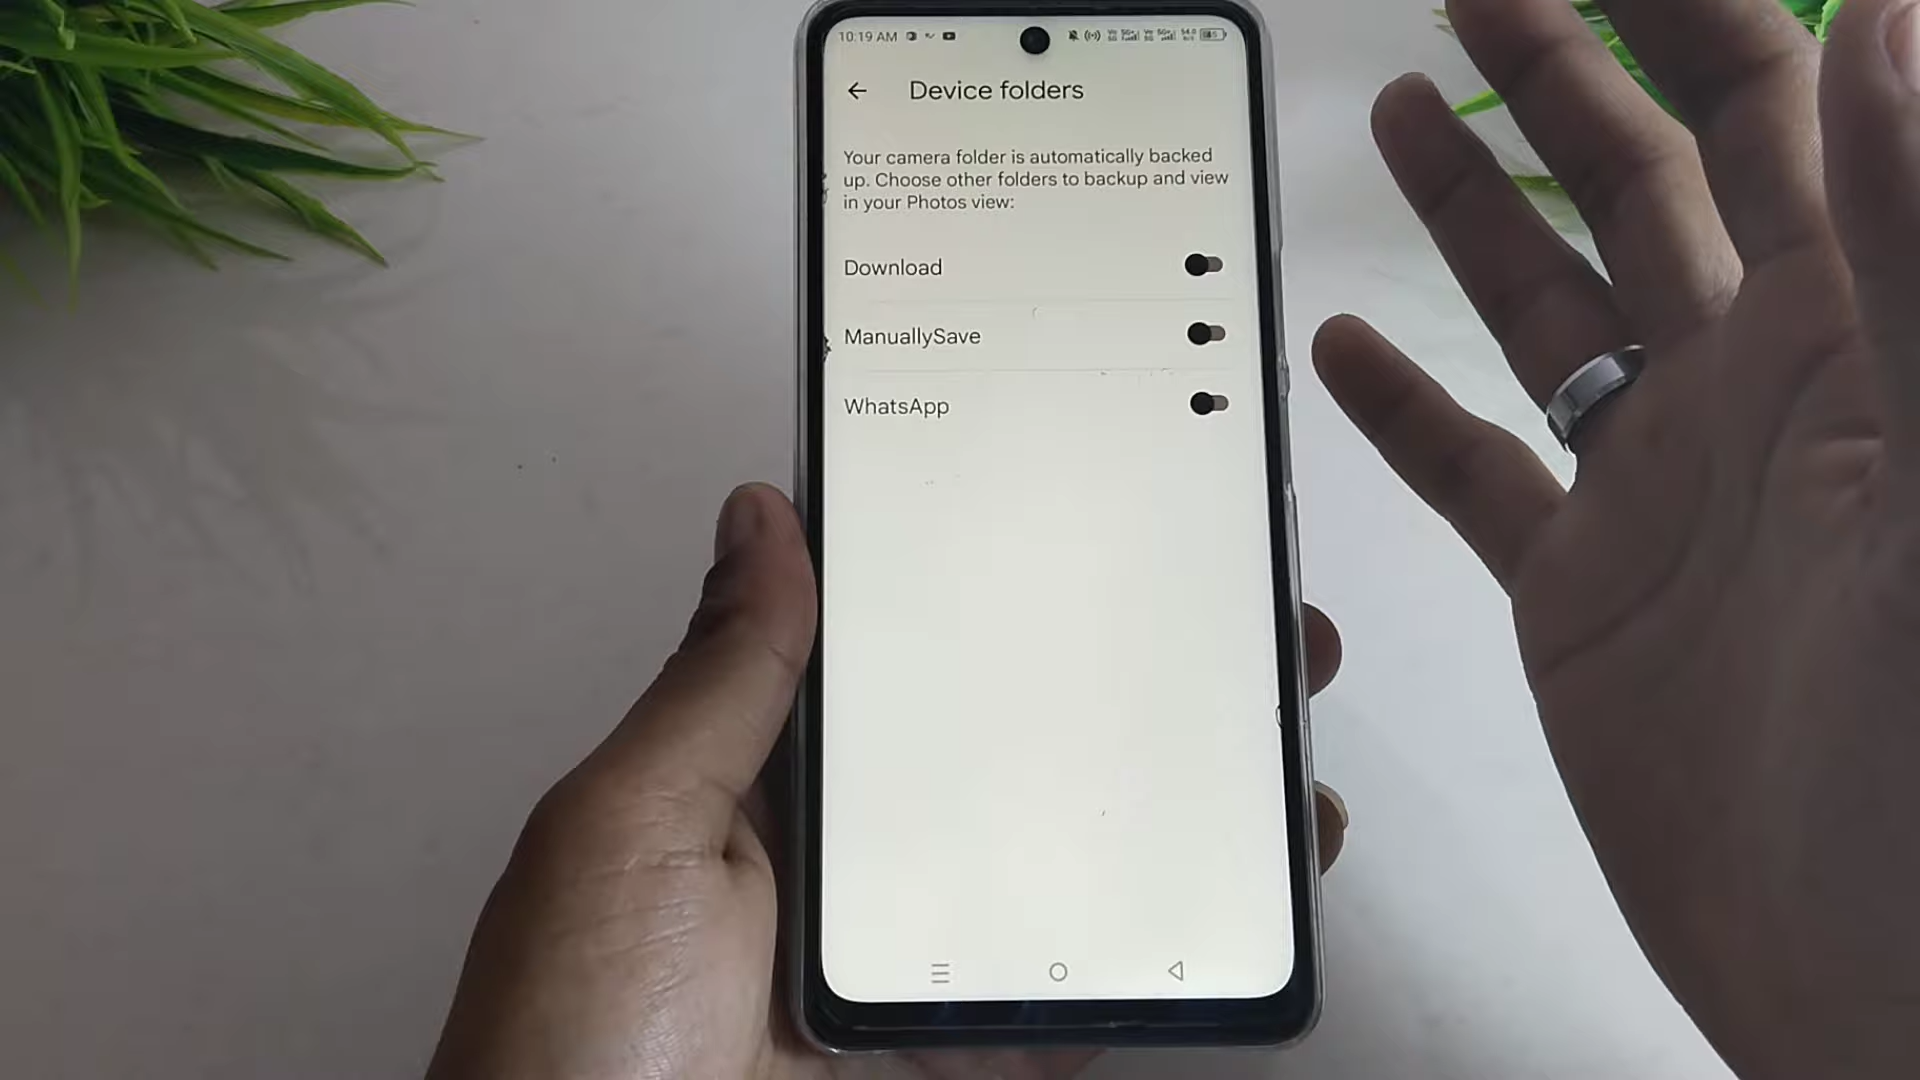 10:19 AM
Device folders
Your camera folder is automatically backed
up. Choose other folders to backup and view
in your Photos view:
Download
ManuallySave
WhatsApp